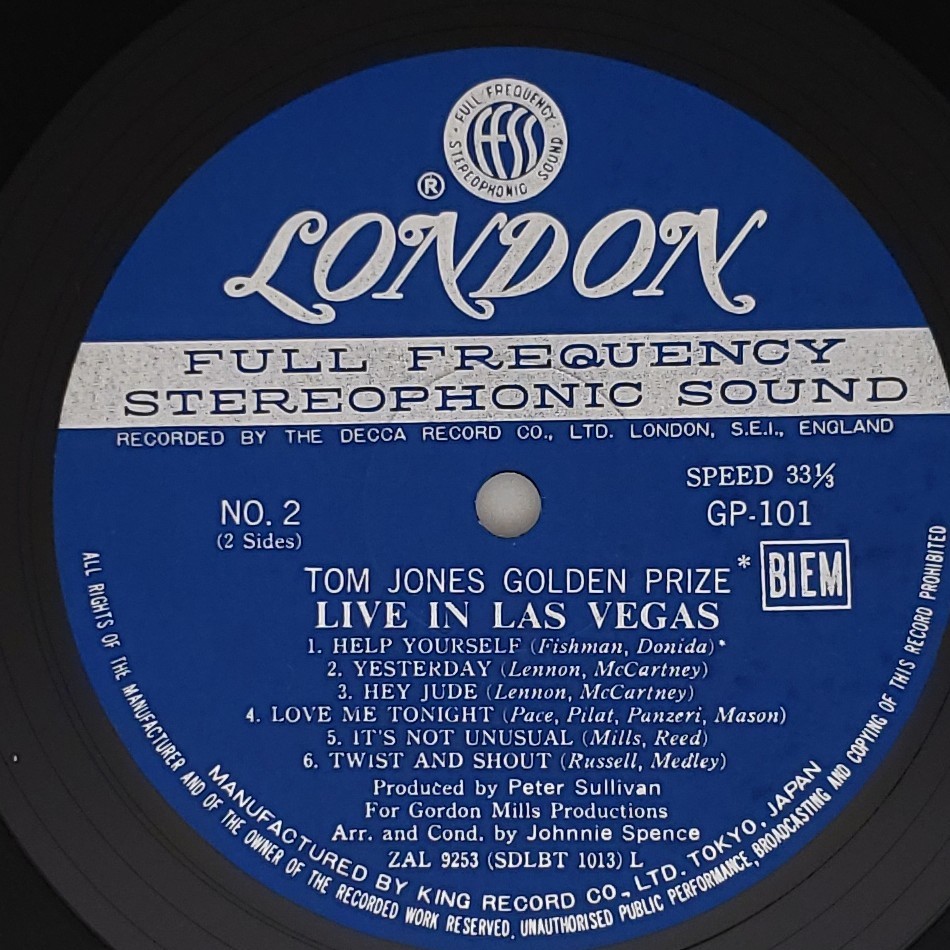 FULL FREQUENCY
ffss
STEREOPHONIC SOUND
®
LONDON
FULL FREQUENCY
STEREOPHONIC SOUND
RECORDED BY THE DECCA RECORD CO., LTD. LONDON, S.E.I., ENGLAND
SPEED 33⅓
NO. 2
GP-101
(2 Sides)
TOM JONES GOLDEN PRIZE*
BIEM
LIVE IN LAS VEGAS
1. HELP YOURSELF (Fishman, Donida)*
2. YESTERDAY (Lennon, McCartney)
3. HEY JUDE (Lennon, McCartney)
4. LOVE ME TONIGHT (Pace, Pilat, Panzeri, Mason)
5. IT'S NOT UNUSUAL (Mills, Reed)
6. TWIST AND SHOUT (Russell, Medley)
Produced by Peter Sullivan
For Gordon Mills Productions
Arr. and Cond. by Johnnie Spence
ZAL 9253 (SDLBT 1013) L
MANUFACTURED BY KING RECORD CO., LTD. TOKYO, JAPAN
ALL RIGHTS OF THE MANUFACTURER AND OF THE OWNER OF THE RECORDED WORK RESERVED. UNAUTHORISED PUBLIC PERFORMANCE, BROADCASTING AND COPYING OF THIS RECORD PROHIBITED